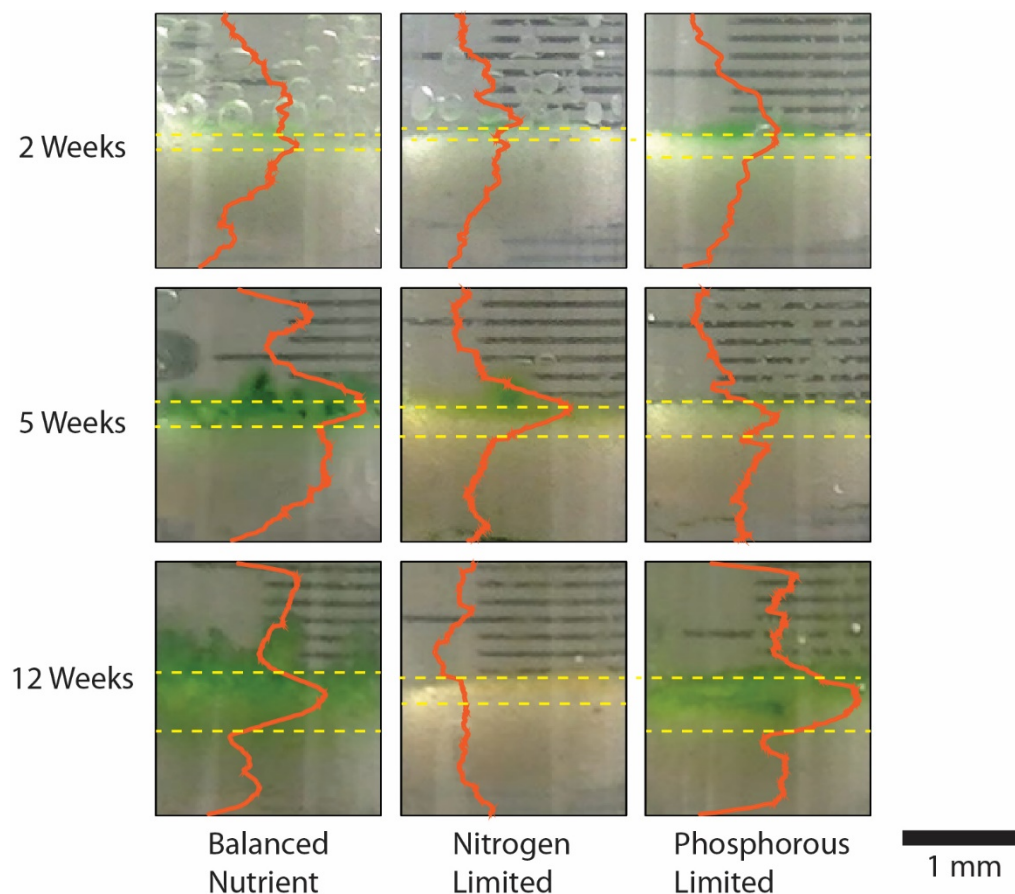 2 Weeks
5 Weeks
12 Weeks
Balanced
Nutrient
Nitrogen
Limited
Phosphorous
Limited
1 mm